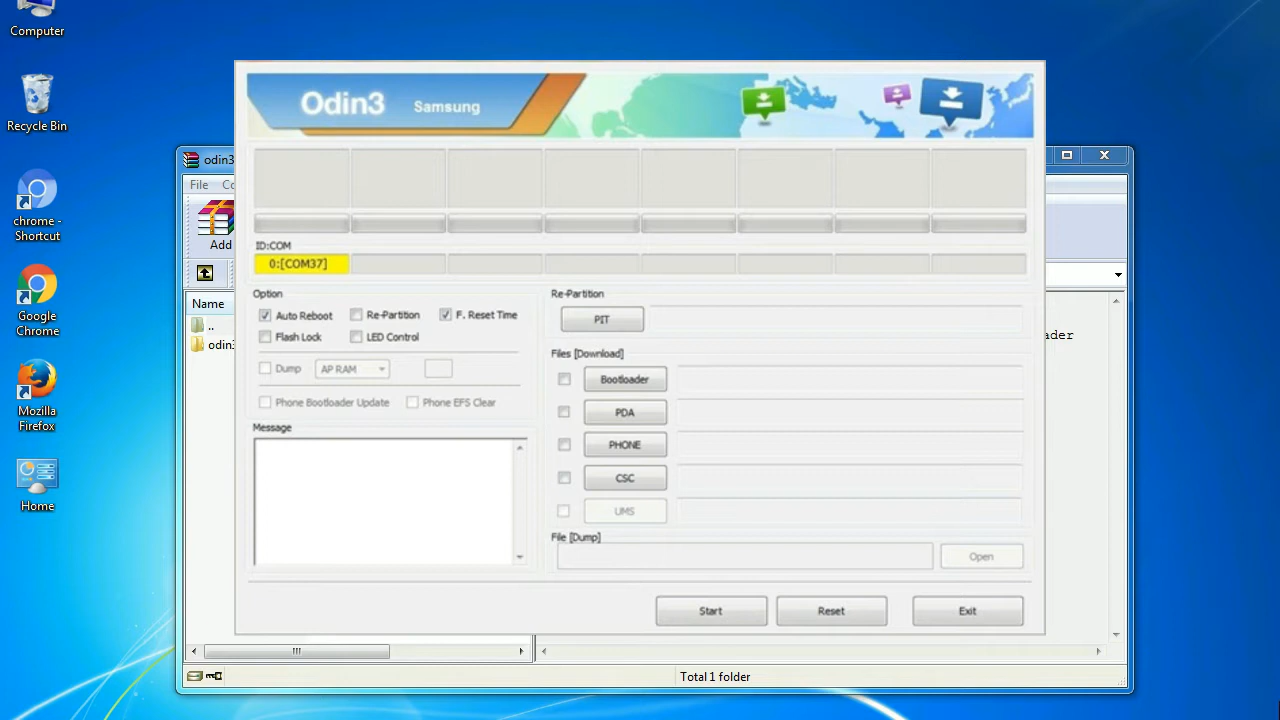 Computer
Recycle Bin
chrome -
Shortcut
Google
Chrome
Mozilla
Firefox
Home
odin3
File
Add
Name
..
odin3
Total 1 folder
Odin3 Samsung
ID:COM
0:[COM37]
Option
Auto Reboot Re-Partition F. Reset Time
Flash Lock LED Control
Dump AP RAM
Phone Bootloader Update Phone EFS Clear
Message
Re-Partition
PIT
Files [Download]
Bootloader
PDA
PHONE
CSC
UMS
File [Dump]
Open
Start Reset Exit